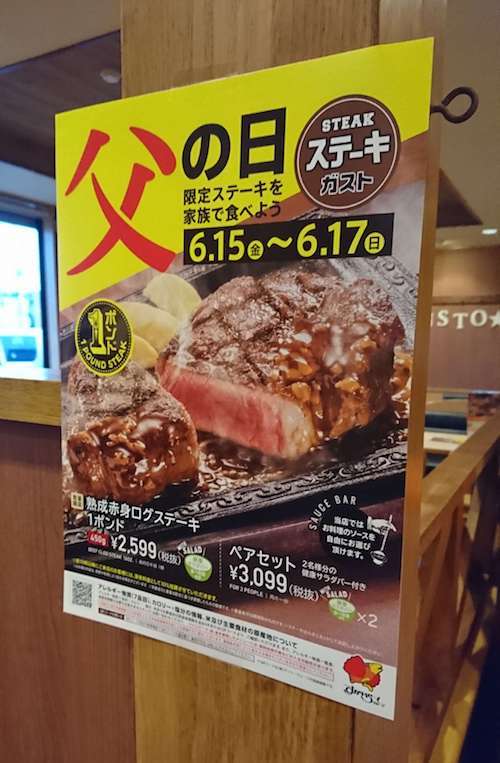 父の日
限定ステーキを
家族で食べよう
6.15金〜6.17日
STEAK
ステーキ
ガスト
1ポンド
1 POUND STEAK
熟成赤身ログステーキ
1ポンド
450g ¥2,599(税抜)
SALAD
ペアセット
¥3,099(税抜)
FOR 2 PEOPLE
2名様分の
健康サラダバー付き
SALAD
×2
SAUCE BAR
当店では
お料理のソースを
自由にお選び
頂けます。
STO★